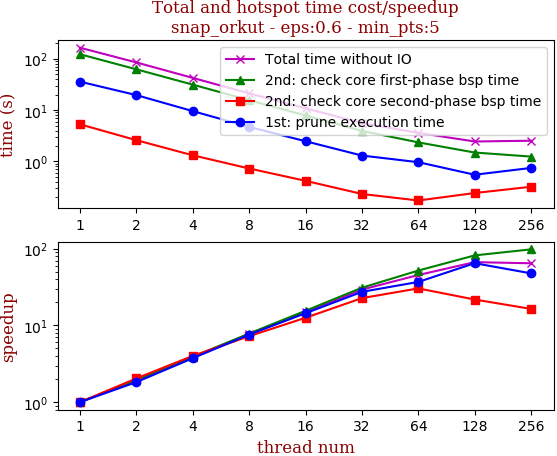 Total and hotspot time cost/speedup
snap_orkut - eps:0.6 - min_pts:5
time (s)
10²
10¹
10⁰
Total time without IO
2nd: check core first-phase bsp time
2nd: check core second-phase bsp time
1st: prune execution time
1 2 4 8 16 32 64 128 256
speedup
10²
10¹
10⁰
1 2 4 8 16 32 64 128 256
thread num